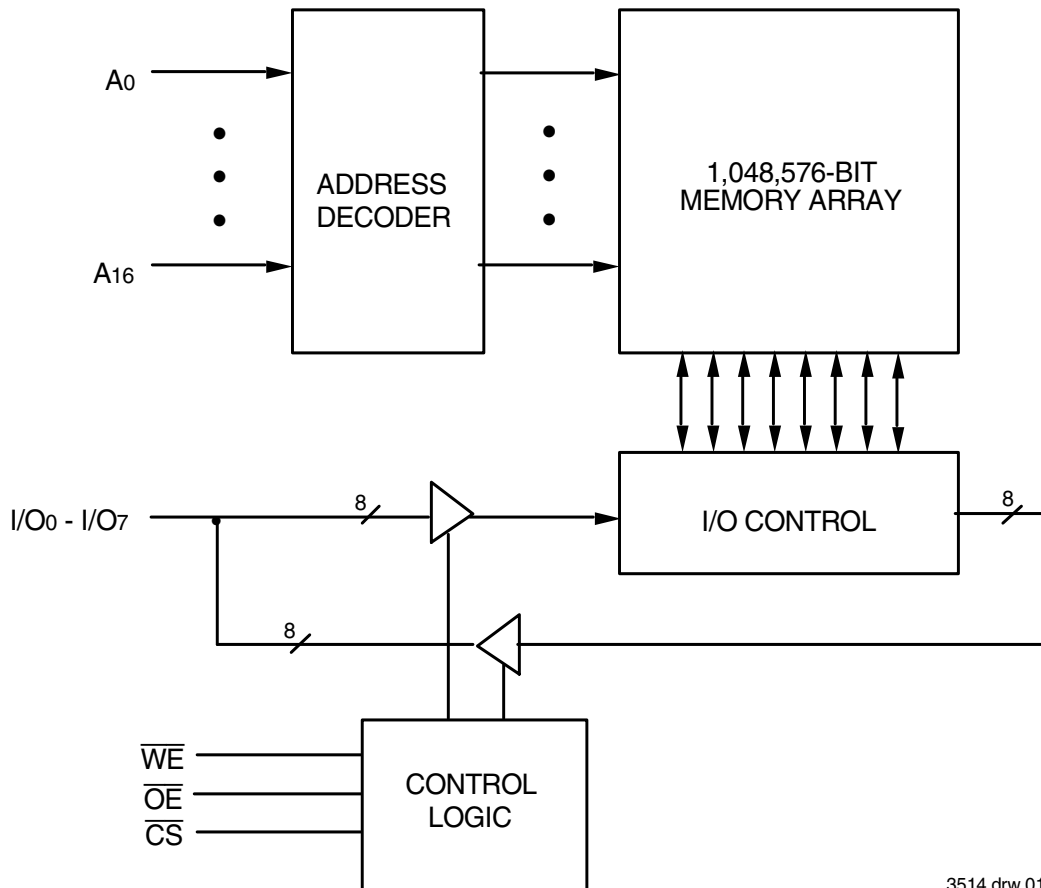 A0
A16
ADDRESS
DECODER
1,048,576-BIT
MEMORY ARRAY
I/O0 - I/O7
8
I/O CONTROL
8
8
WE
OE
CS
CONTROL
LOGIC
3514 drw 01